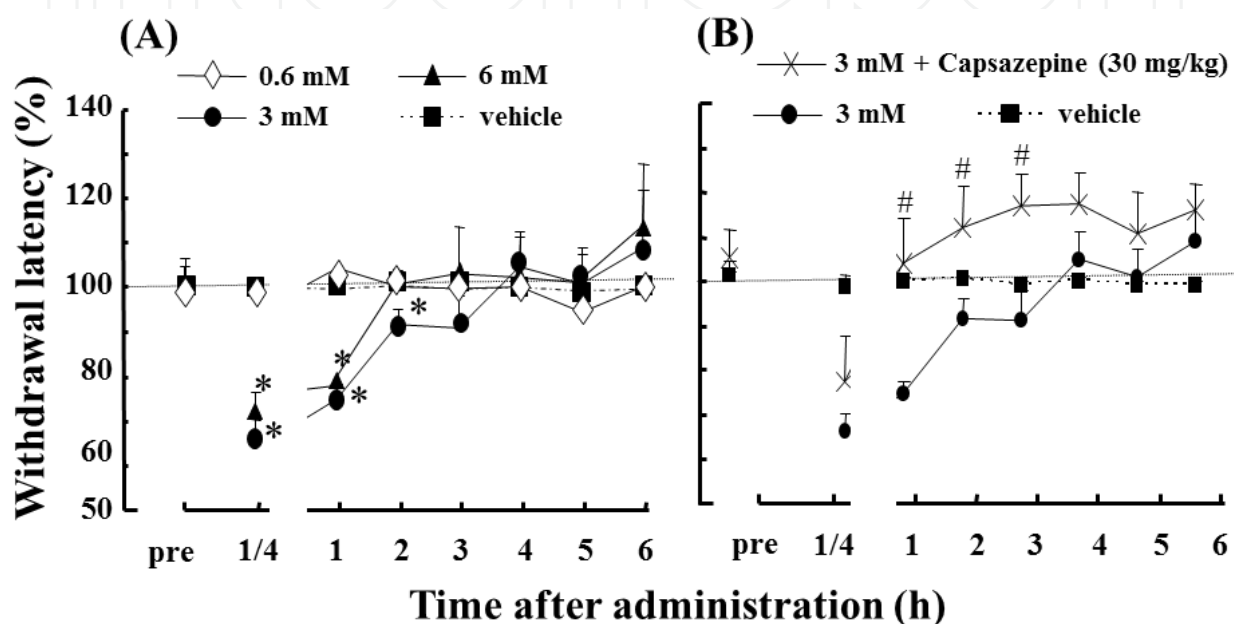 (A)
0.6 mM
6 mM
3 mM
vehicle
(B)
3 mM + Capsazepine (30 mg/kg)
3 mM
vehicle
Withdrawal latency (%)
140
120
100
80
60
50
*
*
*
*
*
#
#
#
pre
1/4
1
2
3
4
5
6
pre
1/4
1
2
3
4
5
6
Time after administration (h)